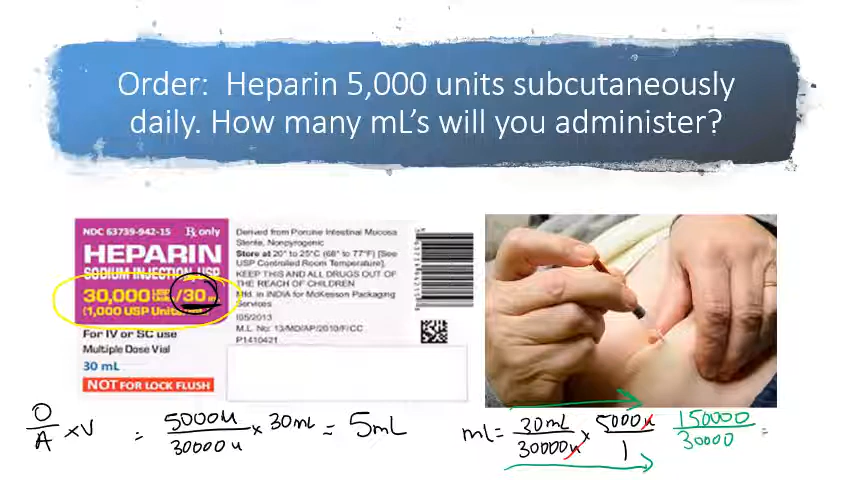 Order: Heparin 5,000 units subcutaneously
daily. How many mL's will you administer?
NDC 63739-942-15 Rx only
HEPARIN
SODIUM INJECTION USP
30,000 /30
(1,000 USP Units
For IV or SC use
Multiple Dose Vial
30 mL
NOT FOR LOCK FLUSH
Derived from Porcine Intestinal Mucosa
Sterile, Nonpyrogenic
Store at 20° to 25°C (68° to 77°F) [See
USP Controlled Room Temperature]
KEEP THIS AND ALL DRUGS OUT OF
THE REACH OF CHILDREN
Mfd. in INDIA for McKesson Packaging
Services
I05/2013
M.L. No: 13/MD/AP/2010/F/CC
P1410421
O/A × V = 5000u/30000u × 30mL = 5mL
mL = 30mL/30000u × 5000u/1 150000/30000 =